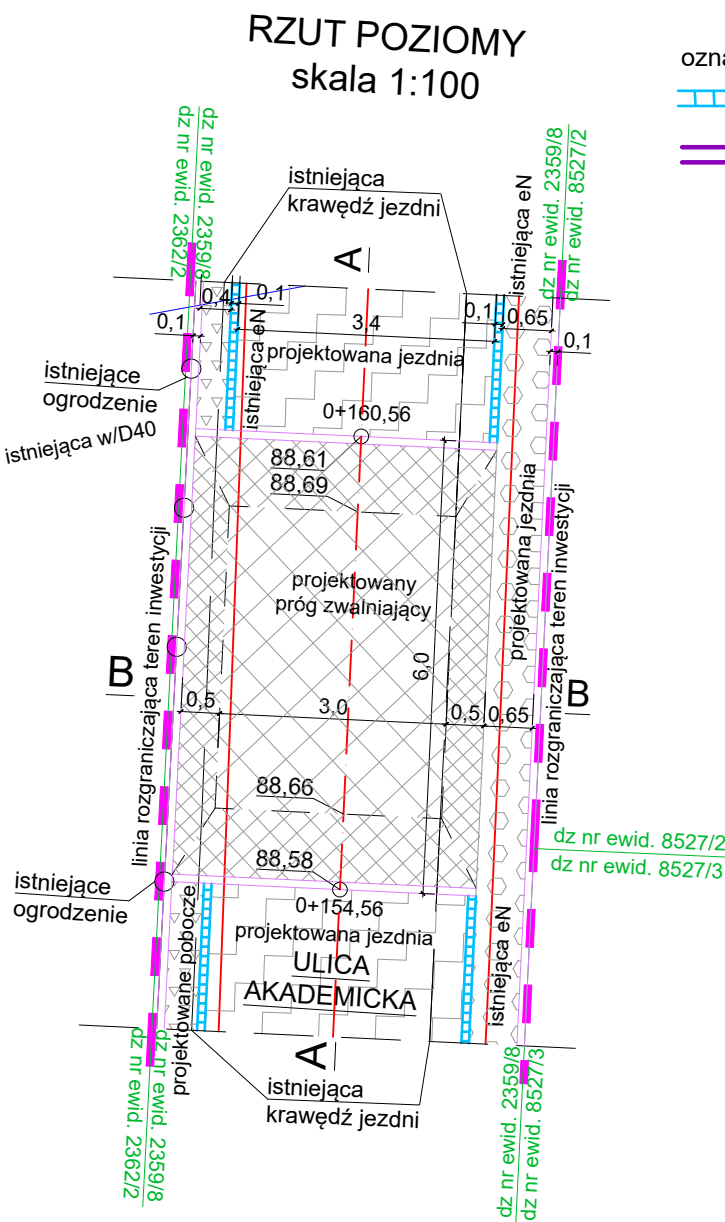 RZUT POZIOMY
skala 1:100
ozna
dz nr ewid. 2359/8
dz nr ewid. 2362/2
dz nr ewid. 2359/8
dz nr ewid. 8527/2
istniejąca
krawędź jezdni
istniejąca eN
A
0,4
0,1
0,1
0,65
0,1
3,4
0,1
istniejąca eN
projektowana jezdnia
istniejące
ogrodzenie
0+160,56
istniejąca w/D40
88,61
88,69
projektowana jezdnia
linia rozgraniczająca teren inwestycji
linia rozgraniczająca teren inwestycji
projektowany
próg zwalniający
6,0
B
B
0,5
3,0
0,5
0,65
88,66
dz nr ewid. 8527/2
dz nr ewid. 8527/3
88,58
istniejące
ogrodzenie
0+154,56
projektowana jezdnia
ULICA
AKADEMICKA
projektowane pobocze
istniejąca eN
A
istniejąca
krawędź jezdni
dz nr ewid. 2359/8
dz nr ewid. 2362/2
dz nr ewid. 2359/8
dz nr ewid. 8527/3